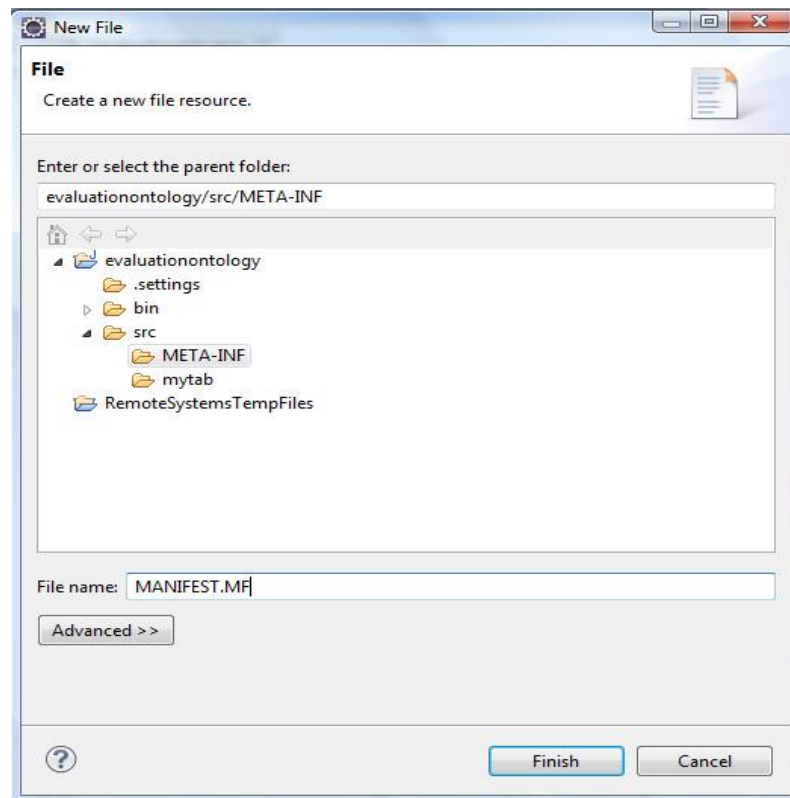 New File
File
Create a new file resource.
Enter or select the parent folder:
evaluationontology/src/META-INF
evaluationontology
.settings
bin
src
META-INF
mytab
RemoteSystemsTempFiles
File name: MANIFEST.MF
Advanced >>
? Finish Cancel